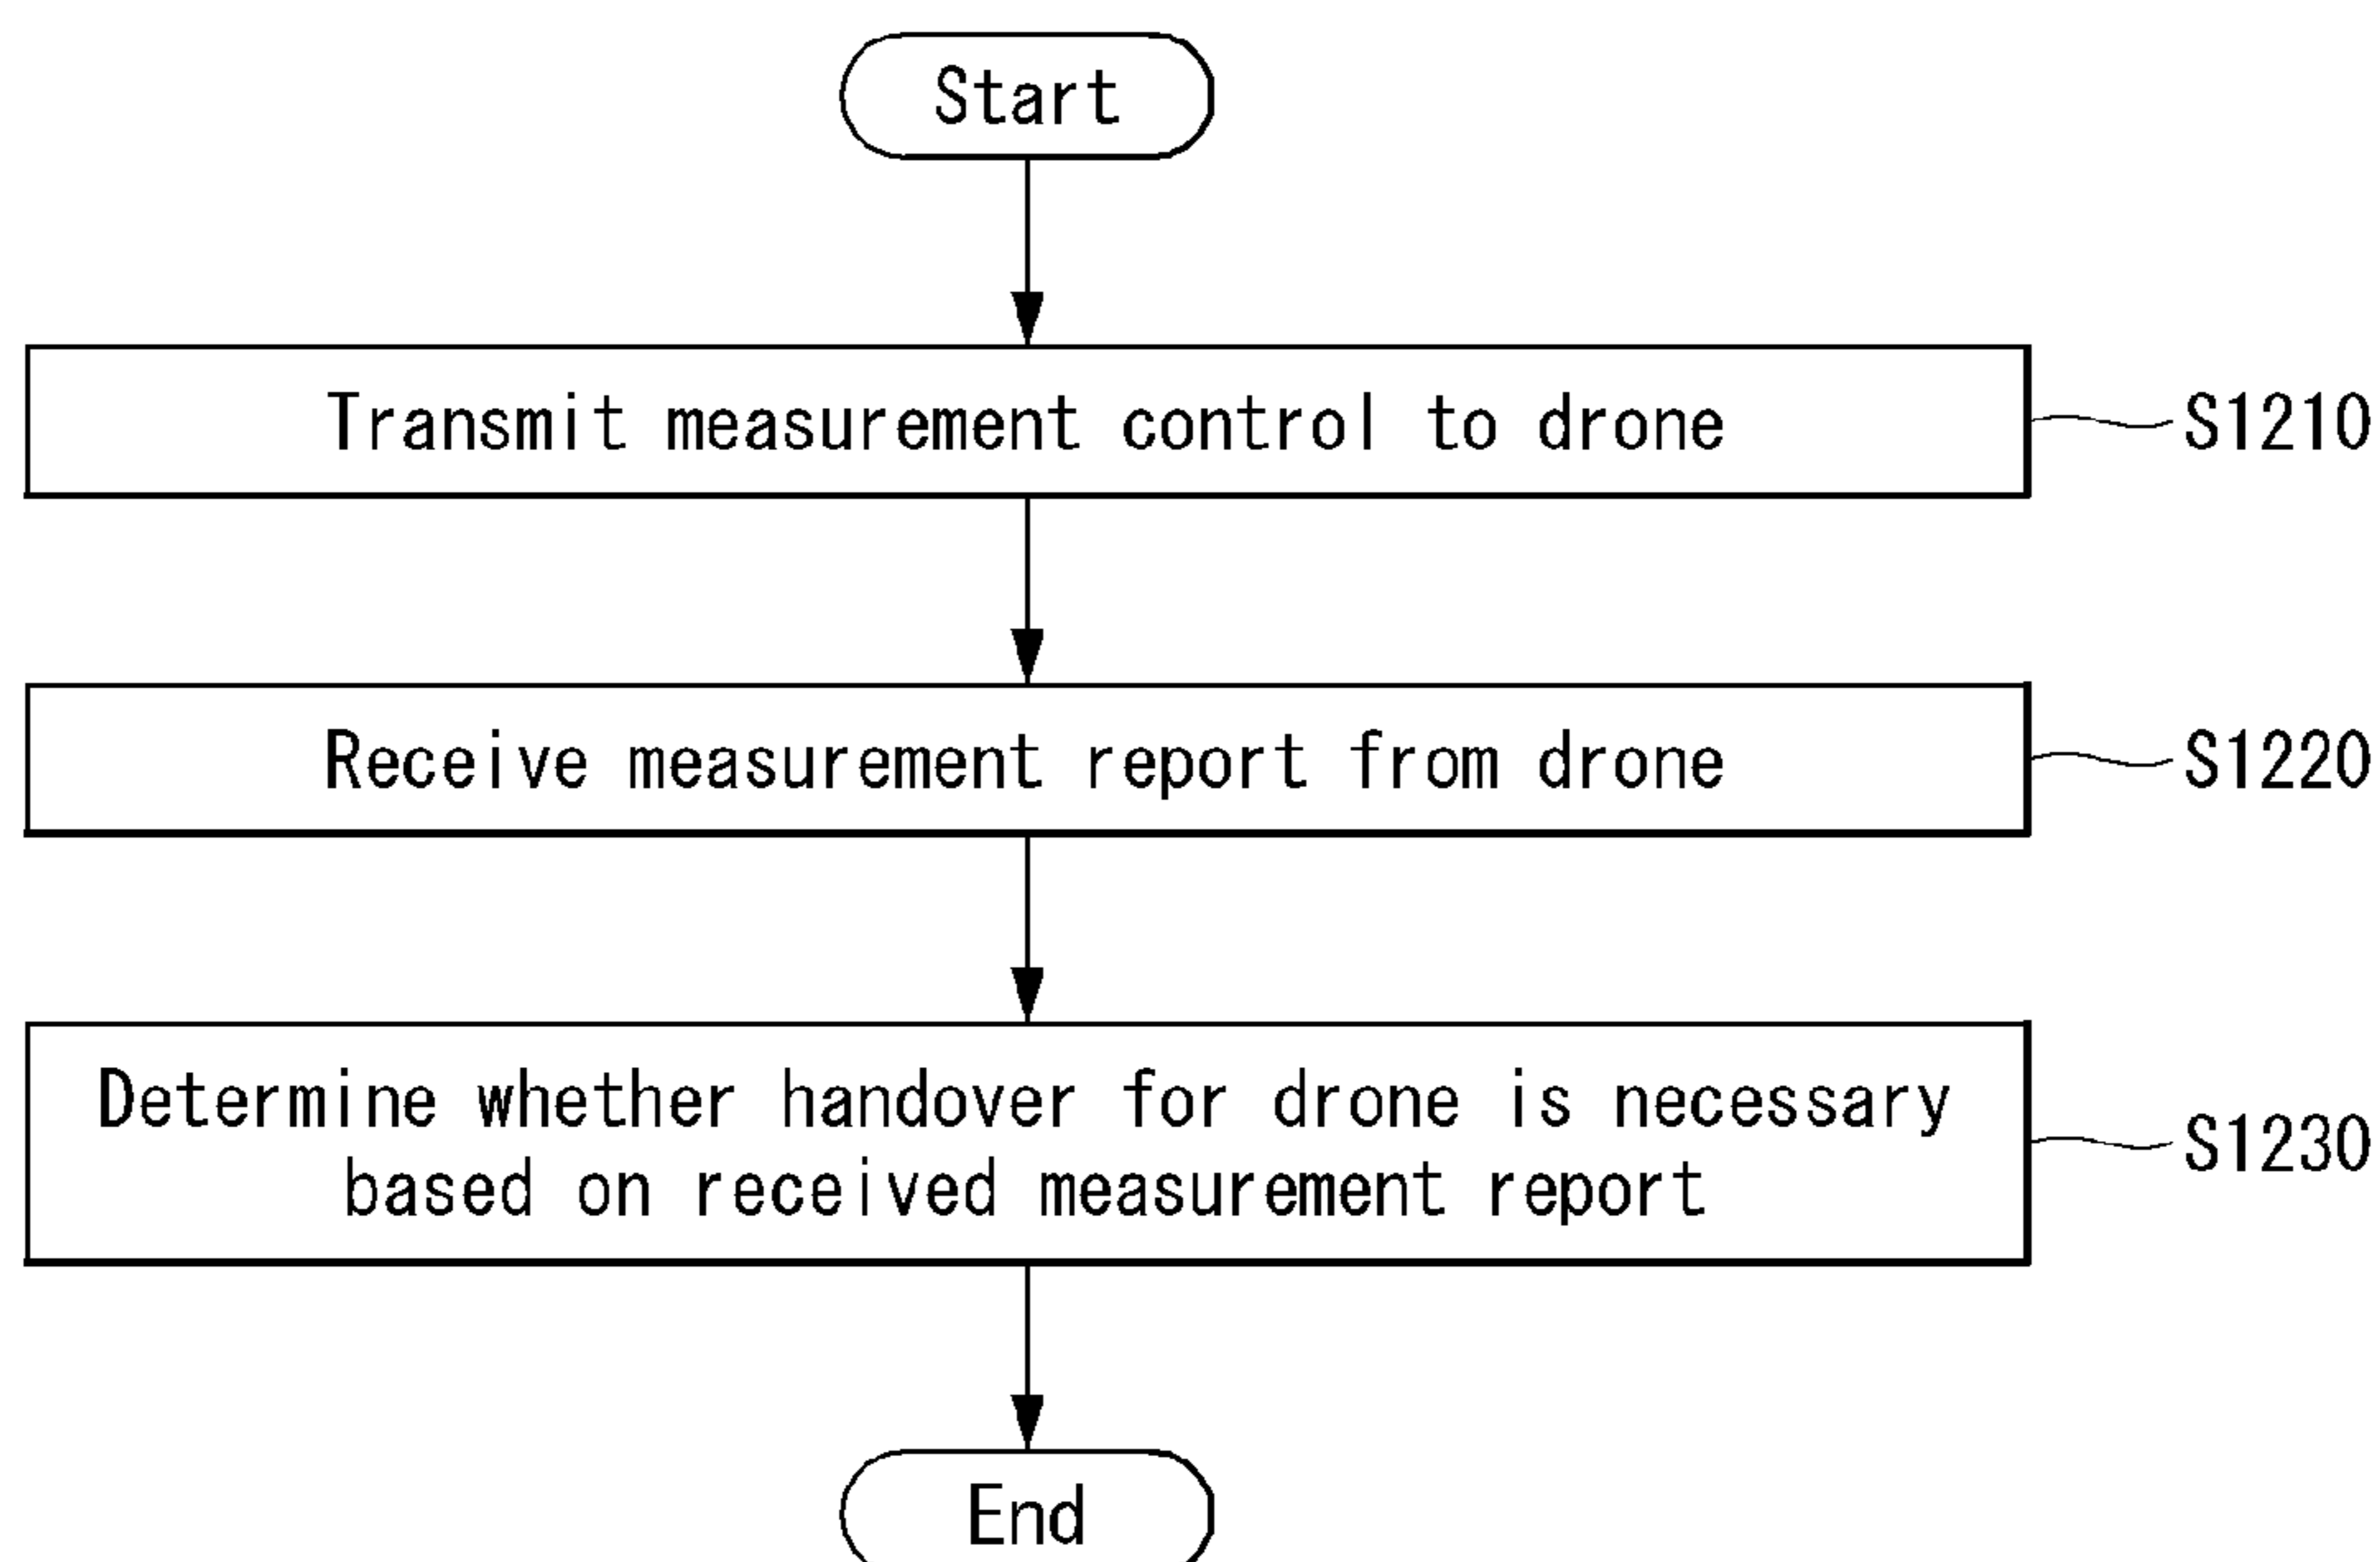 Start
Transmit measurement control to drone
S1210
Receive measurement report from drone
S1220
Determine whether handover for drone is necessary
based on received measurement report
S1230
End